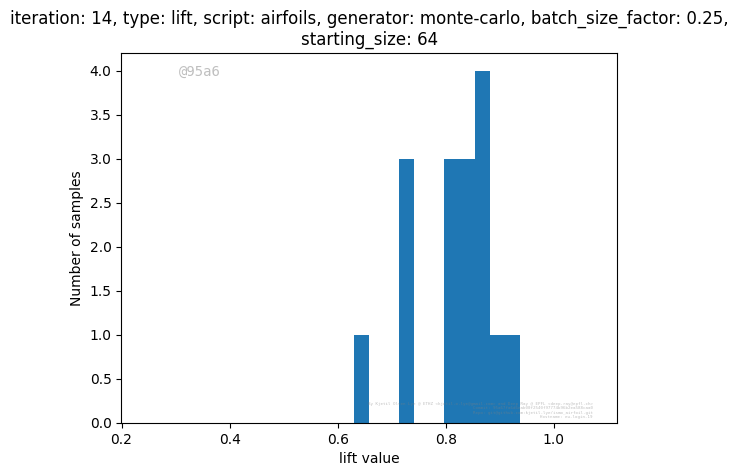 iteration: 14, type: lift, script: airfoils, generator: monte-carlo, batch_size_factor: 0.25,
starting_size: 64
@95a6
4.0
3.5
3.0
2.5
2.0
1.5
1.0
0.5
0.0
Number of samples
0.2 0.4 0.6 0.8 1.0
lift value